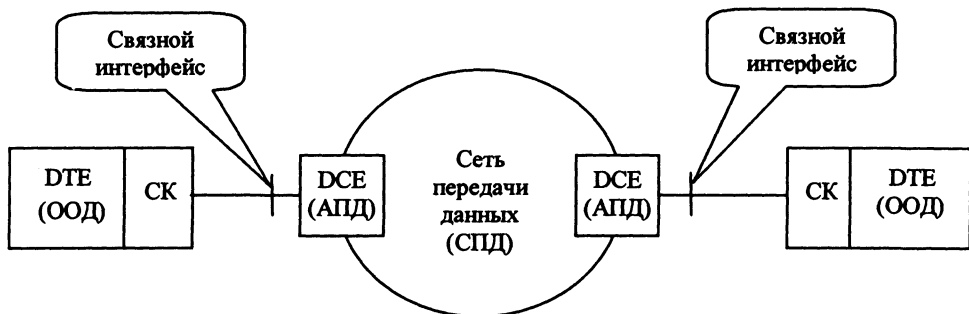 Связной
интерфейс
Связной
интерфейс
DTE
(ООД)
СК
DCE
(АПД)
Сеть
передачи
данных
(СПД)
DCE
(АПД)
СК
DTE
(ООД)